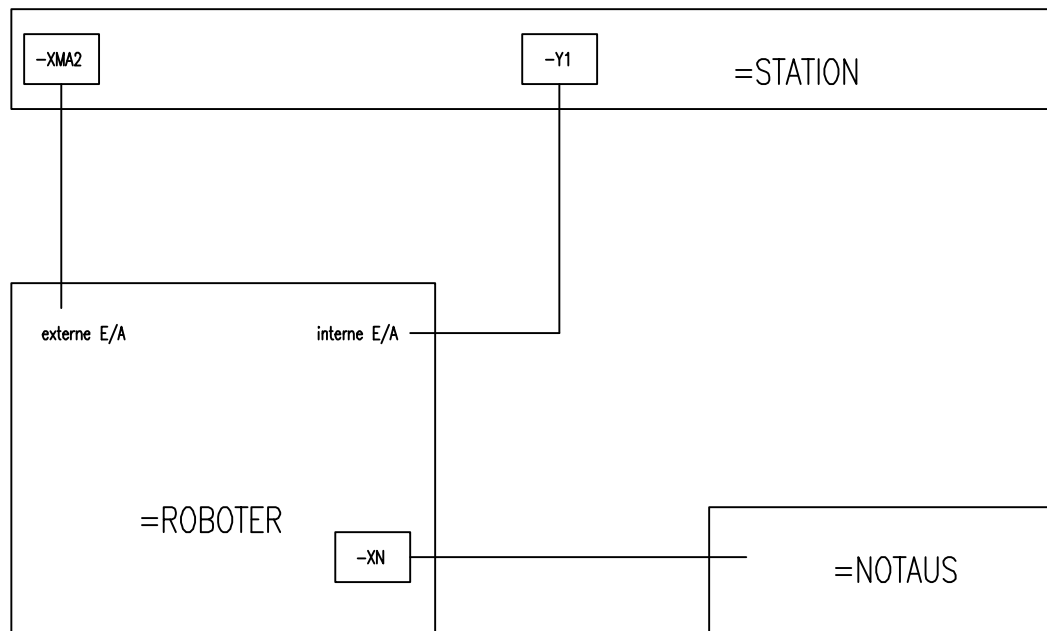 -XMA2
-Y1
=STATION
externe E/A
interne E/A
=ROBOTER
-XN
=NOTAUS